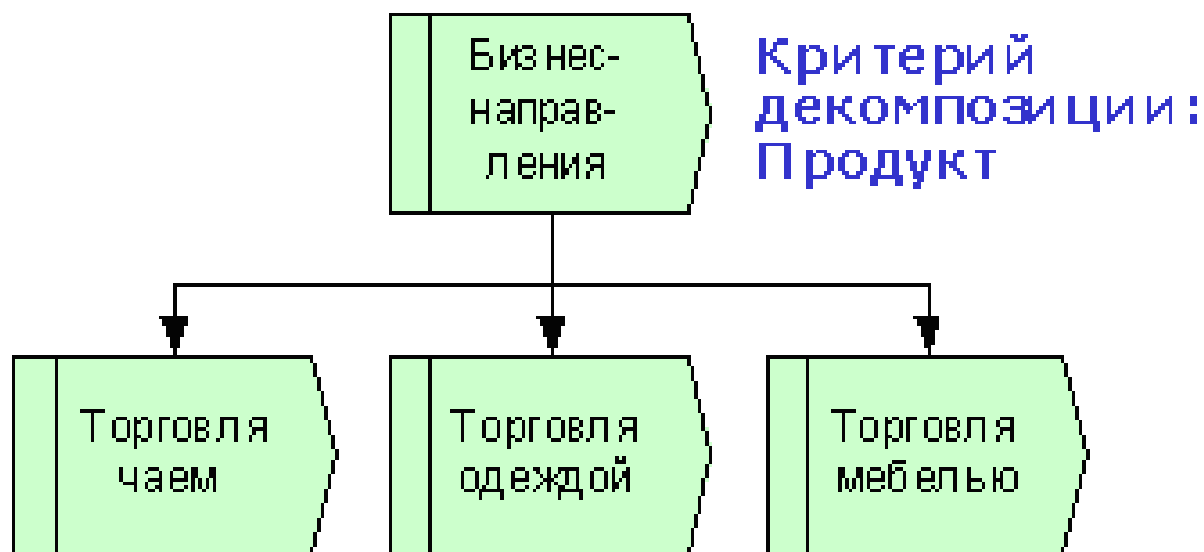 Бизнес-
направ-
ления
Критерий
декомпозиции:
Продукт
Торговля
чаем
Торговля
одеждой
Торговля
мебелью